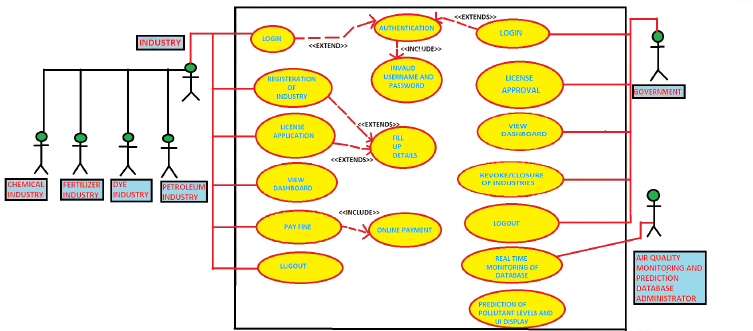 INDUSTRY
CHEMICAL
INDUSTRY
FERTILIZER
INDUSTRY
DYE
INDUSTRY
PETROLEUM
INDUSTRY
LOGIN
<<EXTEND>>
AUTHENTICATION
<<EXTENDS>>
LOGIN
<<INCLUDE>>
INVALID
USERNAME AND
PASSWORD
REGISTERATION
OF
INDUSTRY
LICENSE
APPLICATION
<<EXTENDS>>
<<EXTENDS>>
FILL
UP
DETAILS
VIEW
DASHBOARD
PAY FINE
<<INCLUDE>>
ONLINE PAYMENT
LOGOUT
LICENSE
APPROVAL
VIEW
DASHBOARD
REVOKE/CLOSURE
OF INDUSTRIES
LOGOUT
REAL TIME
MONITORING OF
DATABASE
PREDICTION OF
POLLUTANT LEVELS AND
UI DISPLAY
GOVERNMENT
AIR QUALITY
MONITORING AND
PREDICTION
DATABASE
ADMINISTRATOR